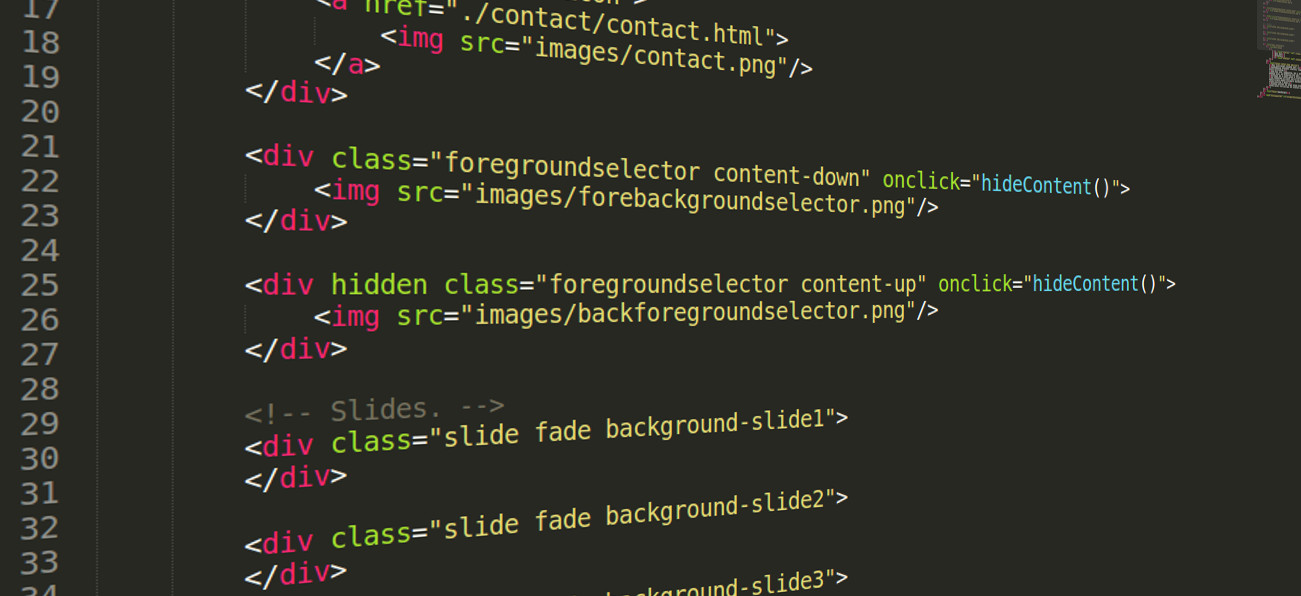 17 <a href="./contact/contact.html">
18 <img src="images/contact.png"/>
19 </a>
20 </div>
21
22 <div class="foregroundselector content-down" onclick="hideContent()">
23 <img src="images/forebackgroundselector.png"/>
24 </div>
25
26 <div hidden class="foregroundselector content-up" onclick="hideContent()">
27 <img src="images/backforegroundselector.png"/>
28 </div>
29
30 <!-- Slides. -->
31 <div class="slide fade background-slide1">
32 </div>
33
34 <div class="slide fade background-slide2">
</div>
background-slide3">